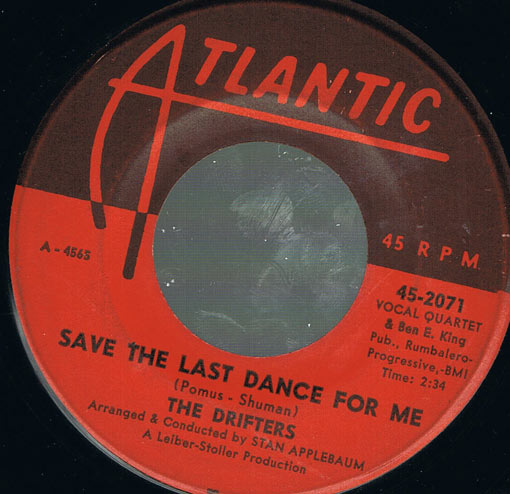 ATLANTIC
45 RPM
A-4565
45-2071
VOCAL QUARTET
& Ben E. King
Pub., Rumbalero-
Progressive,-BMI
Time: 2:34
SAVE THE LAST DANCE FOR ME
(Pomus - Shuman)
THE DRIFTERS
Arranged & Conducted by STAN APPLEBAUM
A Leiber-Stoller Production